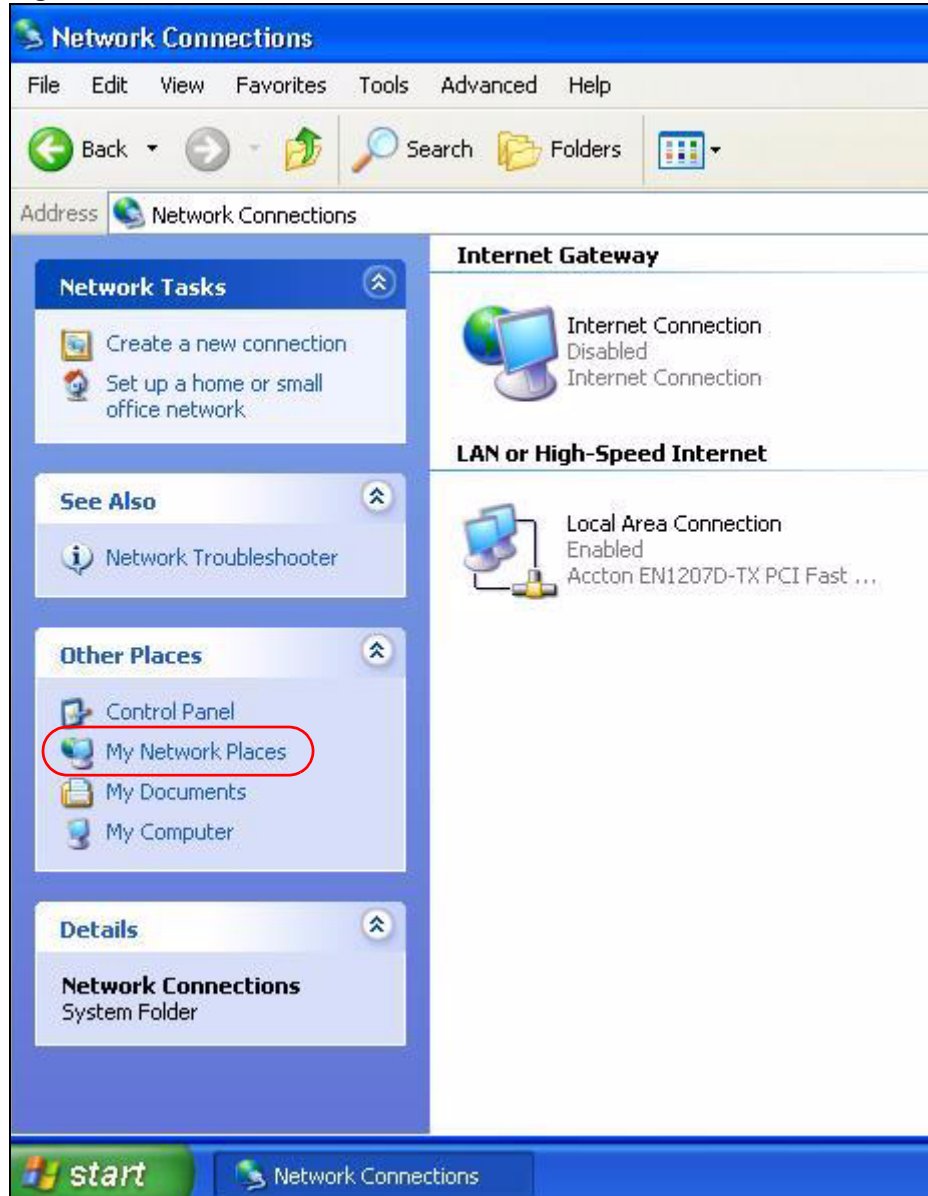 Network Connections
File Edit View Favorites Tools Advanced Help
Back Search Folders
Address Network Connections
Network Tasks
Create a new connection
Set up a home or small
office network
See Also
Network Troubleshooter
Other Places
Control Panel
My Network Places
My Documents
My Computer
Details
Network Connections
System Folder
Internet Gateway
Internet Connection
Disabled
Internet Connection
LAN or High-Speed Internet
Local Area Connection
Enabled
Accton EN1207D-TX PCI Fast ...
start Network Connections